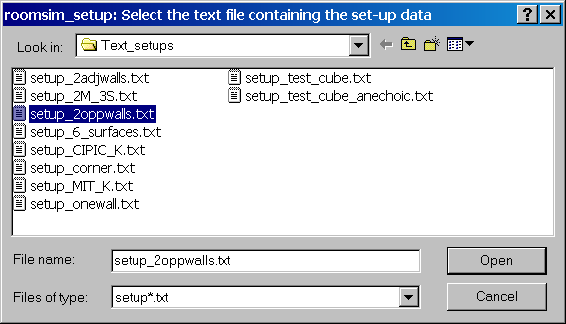 roomsim_setup: Select the text file containing the set-up data
Look in: Text_setups
setup_2adjwalls.txt
setup_2M_3S.txt
setup_2oppwalls.txt
setup_6_surfaces.txt
setup_CIPIC_K.txt
setup_corner.txt
setup_MIT_K.txt
setup_onewall.txt
setup_test_cube.txt
setup_test_cube_anechoic.txt
File name: setup_2oppwalls.txt Open
Files of type: setup*.txt Cancel